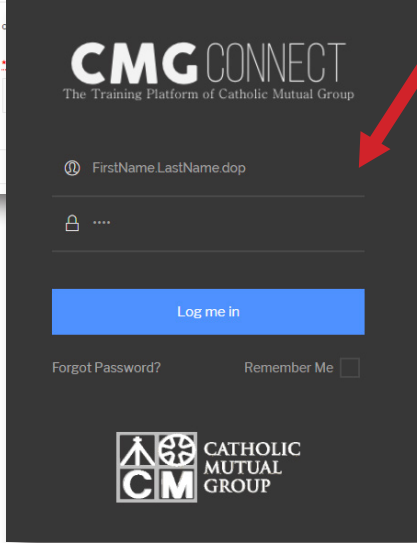 CMG CONNECT
The Training Platform of Catholic Mutual Group
FirstName.LastName.dop
····
Log me in
Forgot Password?
Remember Me
CATHOLIC
MUTUAL
GROUP
C M